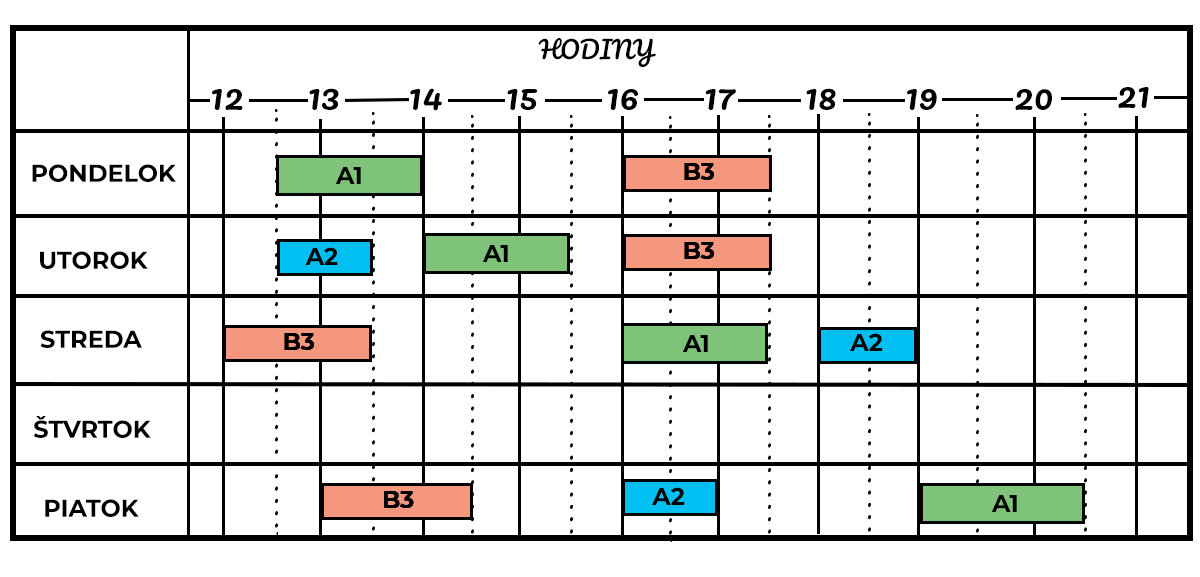 HODINY
12 13 14 15 16 17 18 19 20 21
PONDELOK A1 B3
UTOROK A2 A1 B3
STREDA B3 A1 A2
ŠTVRTOK
PIATOK B3 A2 A1